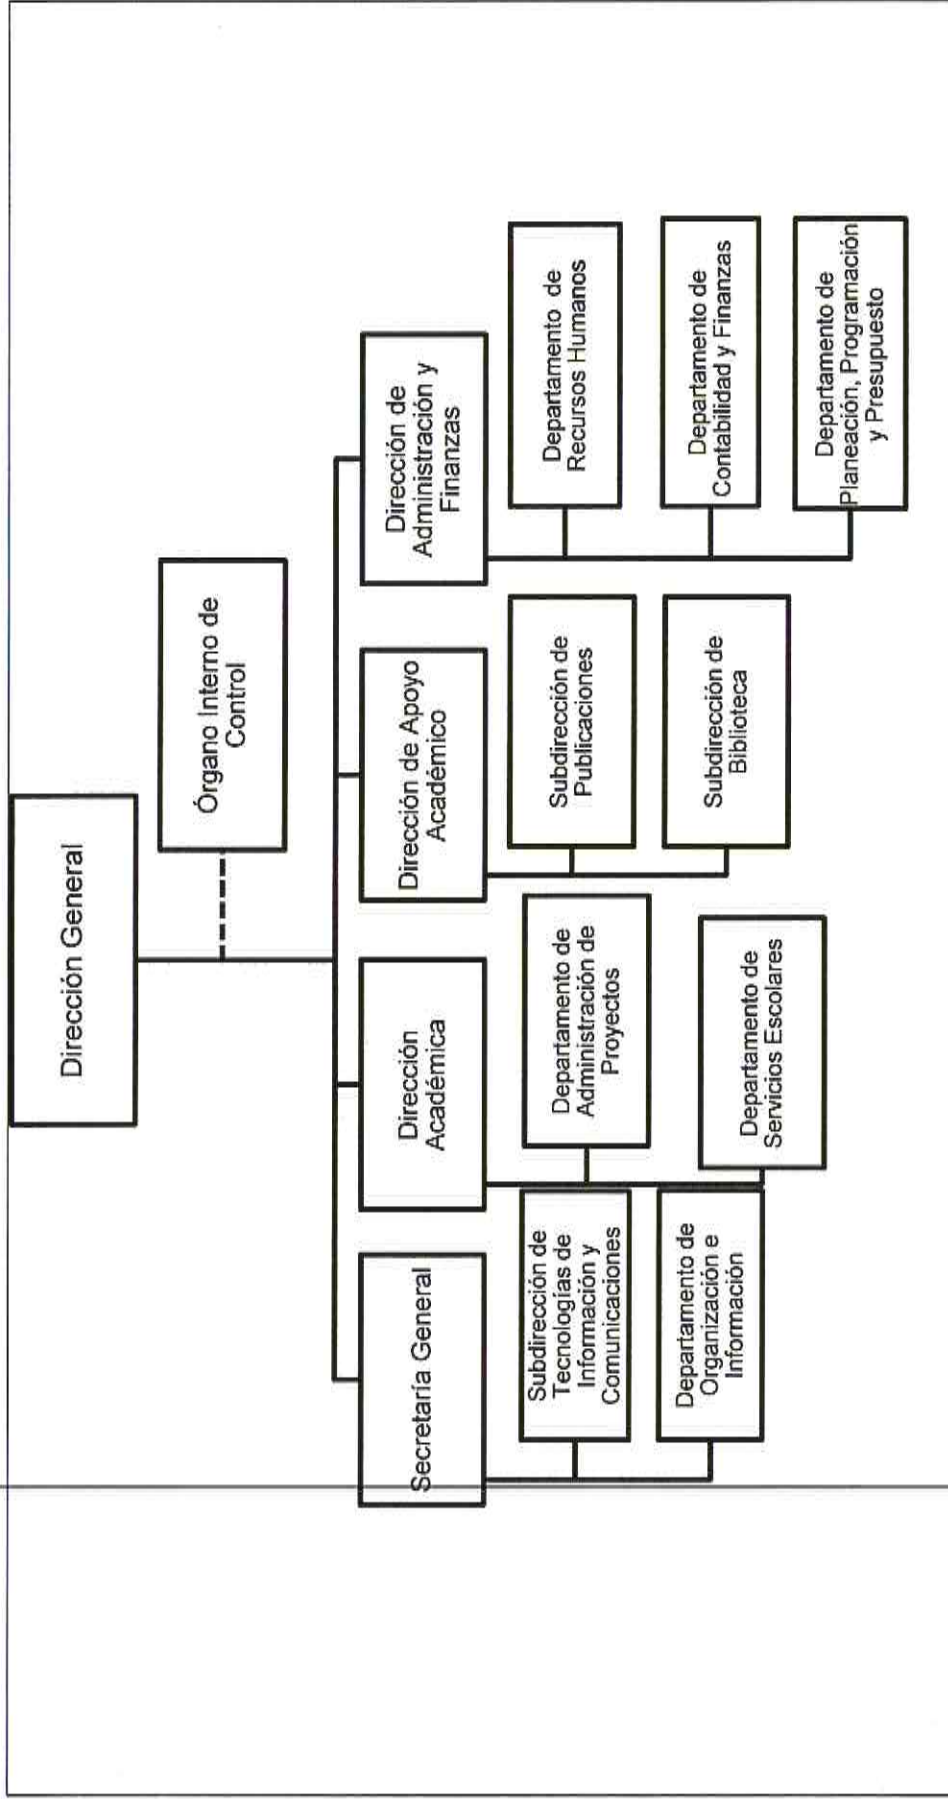 Dirección General
Órgano Interno de
Control
Secretaría General
Dirección
Académica
Dirección de Apoyo
Académico
Dirección de
Administración y
Finanzas
Subdirección de
Tecnologías de
Información y
Comunicaciones
Departamento de
Organización e
Información
Departamento de
Administración de
Proyectos
Departamento de
Servicios Escolares
Subdirección de
Publicaciones
Subdirección de
Biblioteca
Departamento de
Recursos Humanos
Departamento de
Contabilidad y Finanzas
Departamento de
Planeación, Programación
y Presupuesto